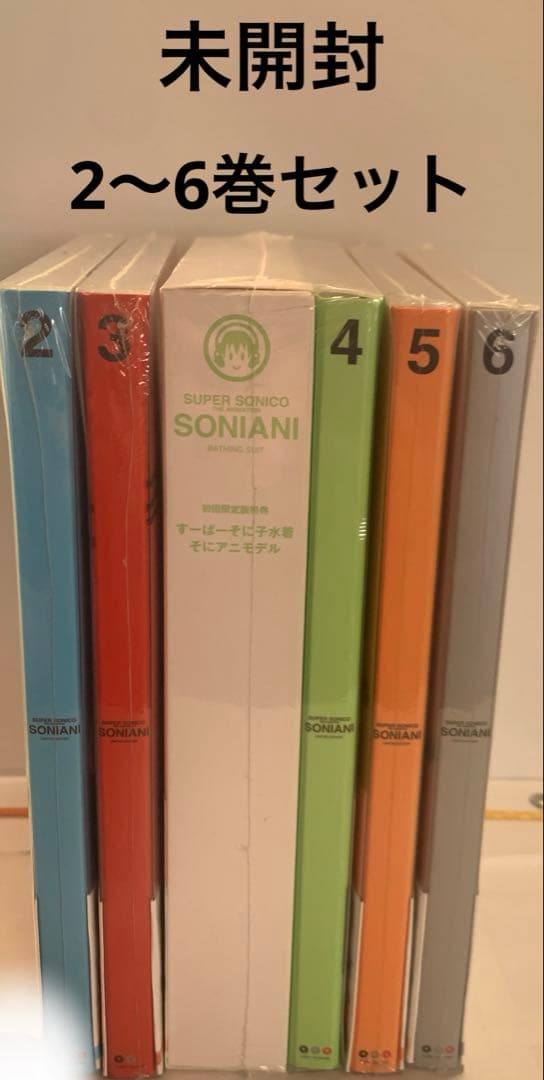 未開封
2〜6巻セット
2
3
SUPER SONICO
THE ANIMATION
SONIANI
BATHING SUIT
初回限定版特典
すーぱーそに子水着
そにアニモデル
4
5
6
SUPER SONICO
SONIANI
SUPER SONICO
SONIANI
SUPER SONICO
SONIANI
SUPER SONICO
SONIANI
SUPER SONICO
SONIANI